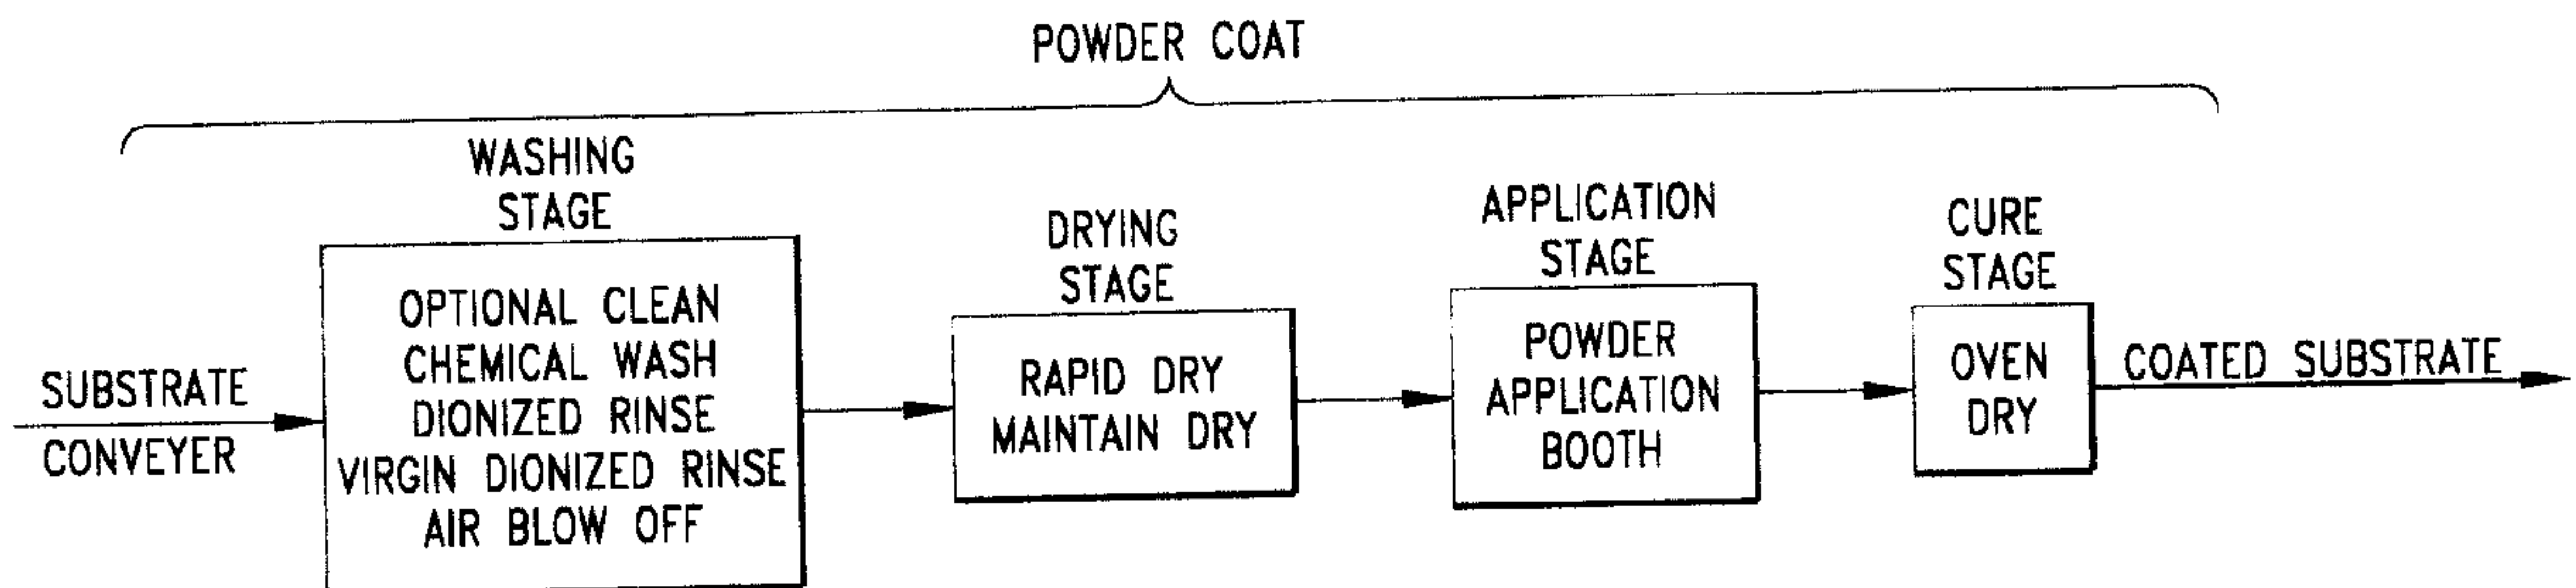 POWDER COAT
WASHING
STAGE
OPTIONAL CLEAN
CHEMICAL WASH
DIONIZED RINSE
VIRGIN DIONIZED RINSE
AIR BLOW OFF
SUBSTRATE
CONVEYER
DRYING
STAGE
RAPID DRY
MAINTAIN DRY
APPLICATION
STAGE
POWDER
APPLICATION
BOOTH
CURE
STAGE
OVEN
DRY
COATED SUBSTRATE